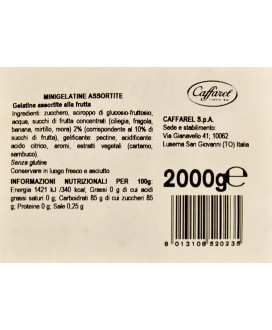 MINIGELATINE ASSORTITE
Gelatine assortite alla frutta
Ingredienti: zucchero, sciroppo di glucosio-fruttosio,
acqua, succhi di frutta concentrati (ciliegia, fragola,
banana, mirtillo, mora) 2% (corrispondente al 10% di
succhi di frutta), gelificante: pectine, acidificante:
acido citrico, aromi, estratti vegetali (cartamo,
sambuco).
Senza glutine
Conservare in luogo fresco e asciutto.
INFORMAZIONI NUTRIZIONALI PER 100g:
Energia 1421 kJ /340 kcal; Grassi 0 g di cui acidi
grassi saturi 0 g; Carboidrati 85 g di cui zuccheri 85
g; Proteine 0 g; Sale 0,25 g
Caffarel
CAFFAREL S.p.A.
Sede e stabilimento:
Via Gianavello 41, 10062
Luserna San Giovanni (TO) Italia
2000g℮
8 013108 520235